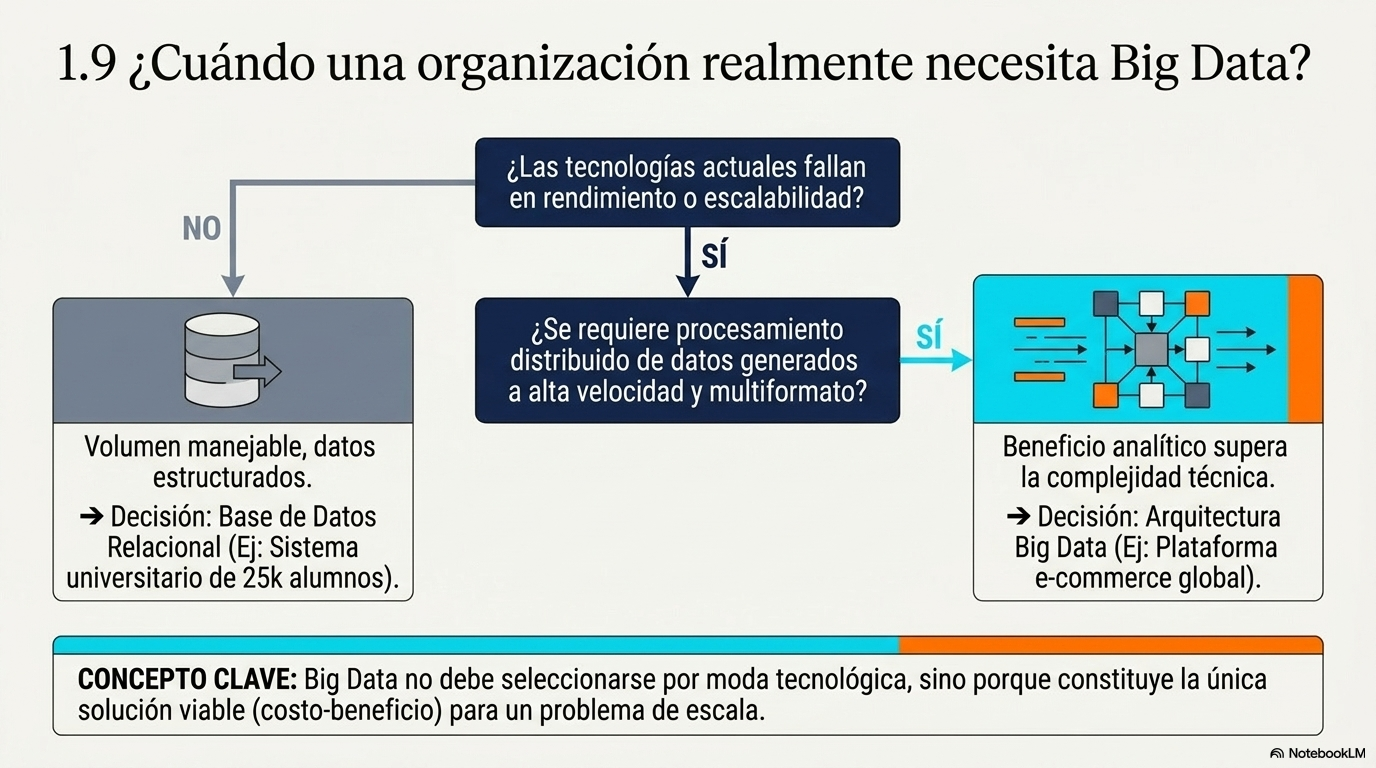 1.9 ¿Cuándo una organización realmente necesita Big Data?
¿Las tecnologías actuales fallan
en rendimiento o escalabilidad?
NO
SÍ
¿Se requiere procesamiento
distribuido de datos generados
a alta velocidad y multiformato?
SÍ
Volumen manejable, datos
estructurados.
➔ Decisión: Base de Datos
Relacional (Ej: Sistema
universitario de 25k alumnos).
Beneficio analítico supera
la complejidad técnica.
➔ Decisión: Arquitectura
Big Data (Ej: Plataforma
e-commerce global).
CONCEPTO CLAVE: Big Data no debe seleccionarse por moda tecnológica, sino porque constituye la única
solución viable (costo-beneficio) para un problema de escala.
NotebookLM